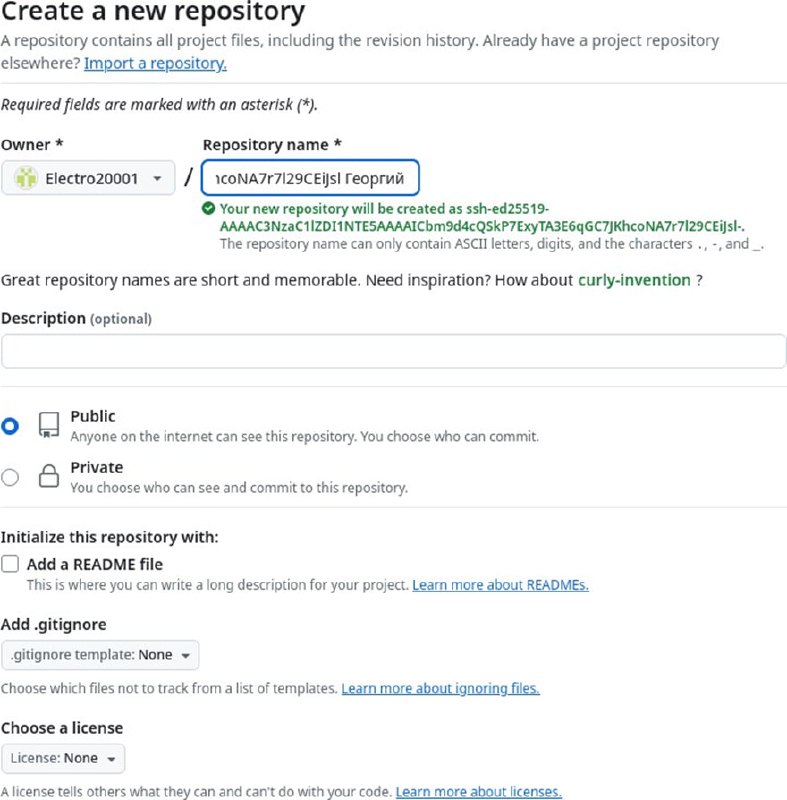 Create a new repository
A repository contains all project files, including the revision history. Already have a project repository
elsewhere? Import a repository.
Required fields are marked with an asterisk (*).
Owner * Repository name *
Electro20001 / hcoNA7r7l29CEiJsl Георгий
Your new repository will be created as ssh-ed25519-
AAAAC3NzaC1lZDI1NTE5AAAAICbm9d4cQSkP7ExyTA3E6qGC7JKhcoNA7r7l29CEiJsl-.
The repository name can only contain ASCII letters, digits, and the characters ., -, and _.
Great repository names are short and memorable. Need inspiration? How about curly-invention ?
Description (optional)
Public
Anyone on the internet can see this repository. You choose who can commit.
Private
You choose who can see and commit to this repository.
Initialize this repository with:
Add a README file
This is where you can write a long description for your project. Learn more about READMEs.
Add .gitignore
.gitignore template: None
Choose which files not to track from a list of templates. Learn more about ignoring files.
Choose a license
License: None
A license tells others what they can and can't do with your code. Learn more about licenses.